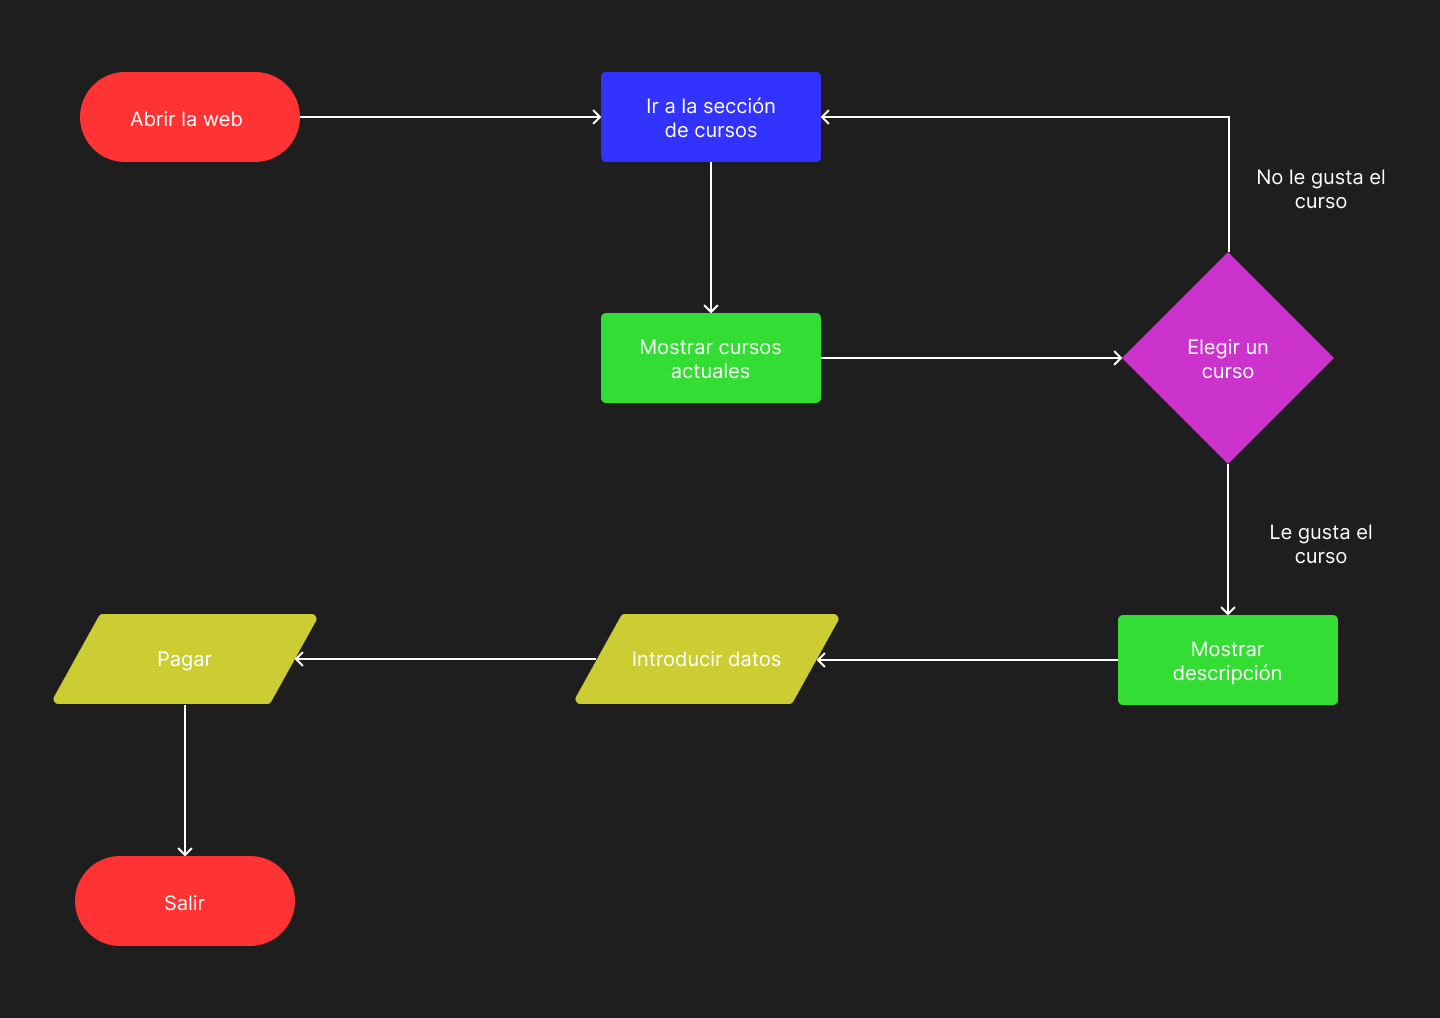 Abrir la web
Ir a la sección
de cursos
No le gusta el
curso
Mostrar cursos
actuales
Elegir un
curso
Le gusta el
curso
Pagar
Introducir datos
Mostrar
descripción
Salir